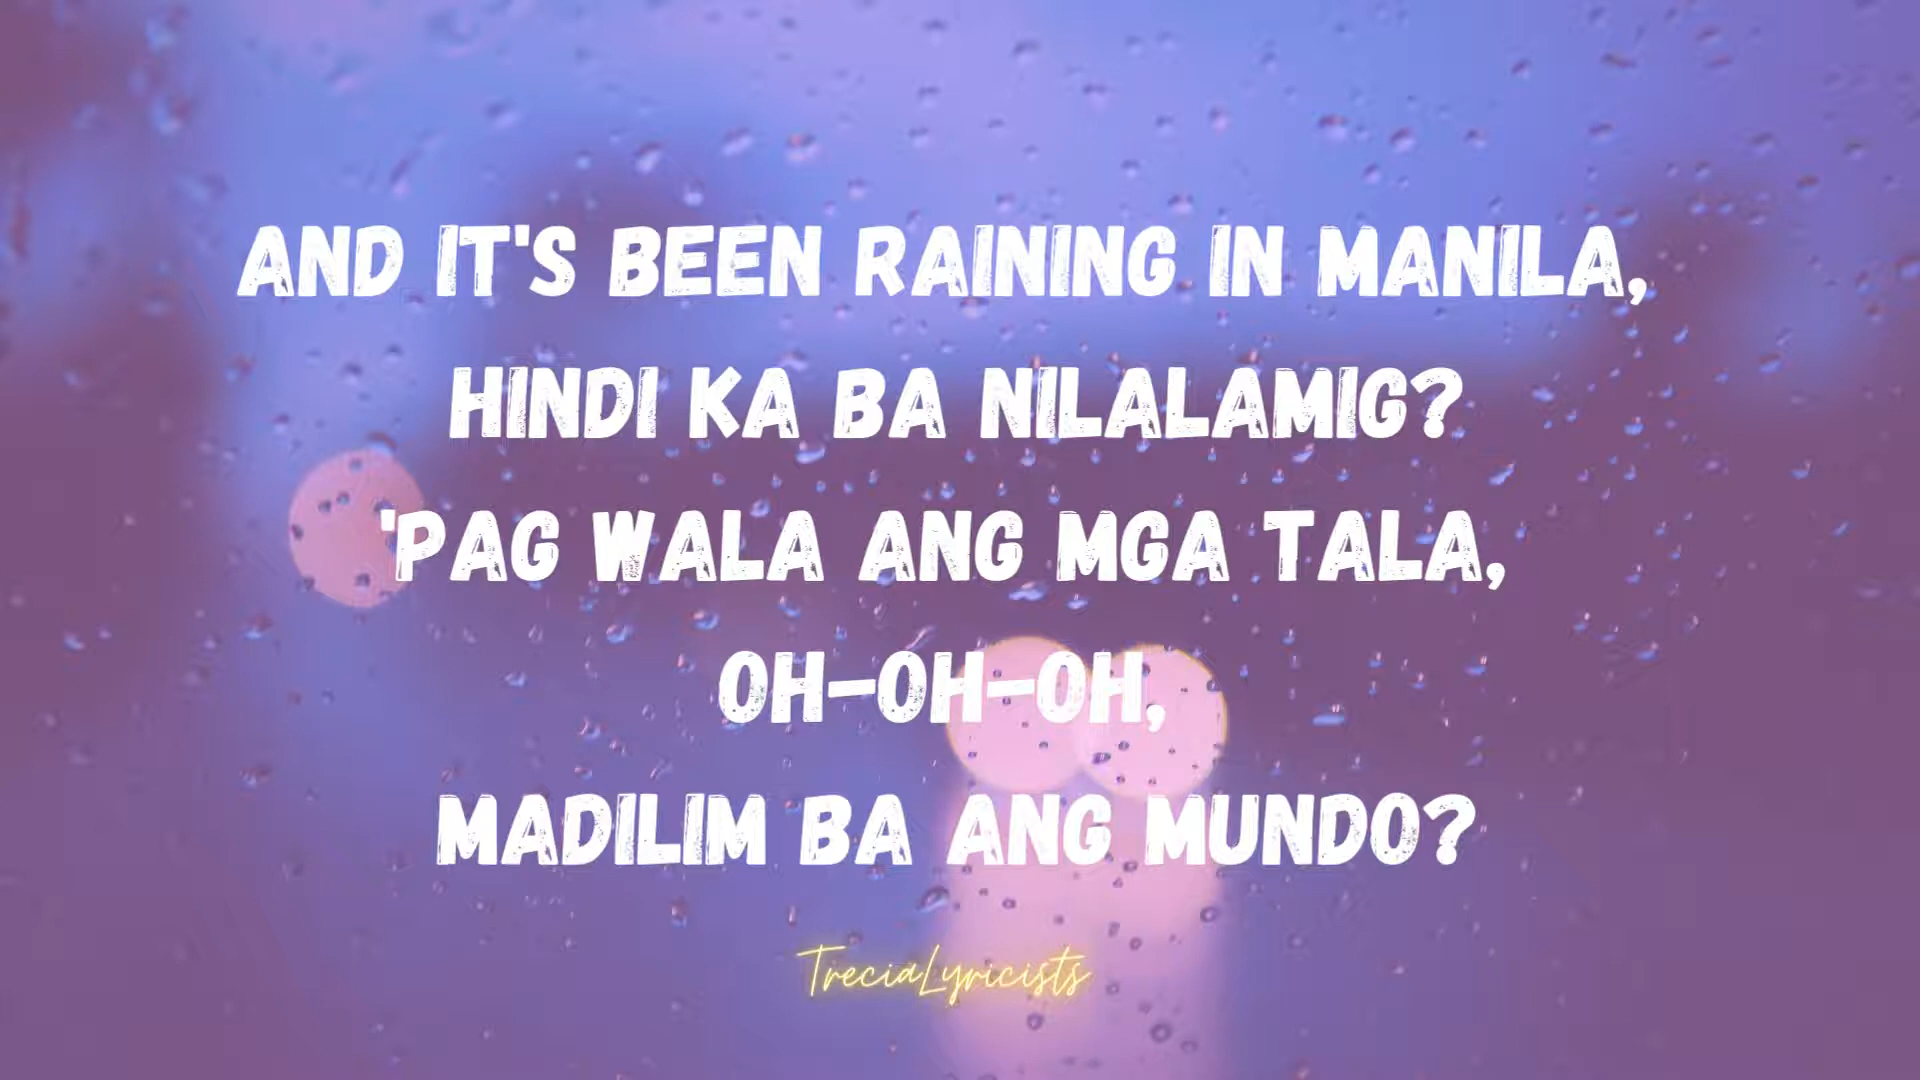 AND IT'S BEEN RAINING IN MANILA,
HINDI KA BA NILALAMIG?
'PAG WALA ANG MGA TALA,
OH-OH-OH,
MADILIM BA ANG MUNDO?
TreciaLyricists